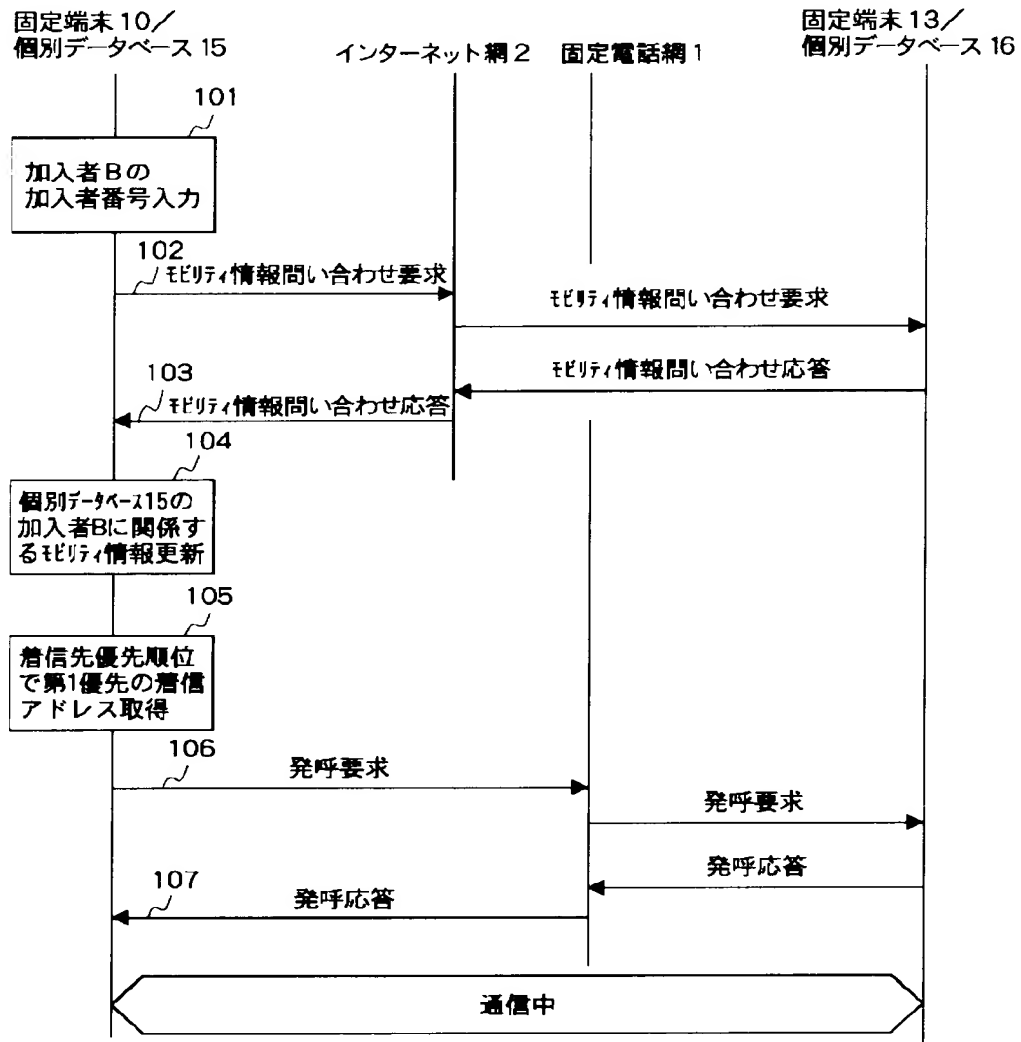 固定端末10／
個別データベース15
インターネット網2
固定電話網1
固定端末13／
個別データベース16
101
加入者Bの
加入者番号入力
102
ﾓﾋﾞﾘﾃｨ情報問い合わせ要求
ﾓﾋﾞﾘﾃｨ情報問い合わせ要求
ﾓﾋﾞﾘﾃｨ情報問い合わせ応答
103
ﾓﾋﾞﾘﾃｨ情報問い合わせ応答
104
個別ﾃﾞｰﾀﾍﾞｰｽ15の
加入者Bに関係す
るﾓﾋﾞﾘﾃｨ情報更新
105
着信先優先順位
で第1優先の着信
アドレス取得
106
発呼要求
発呼要求
発呼応答
107
発呼応答
通信中